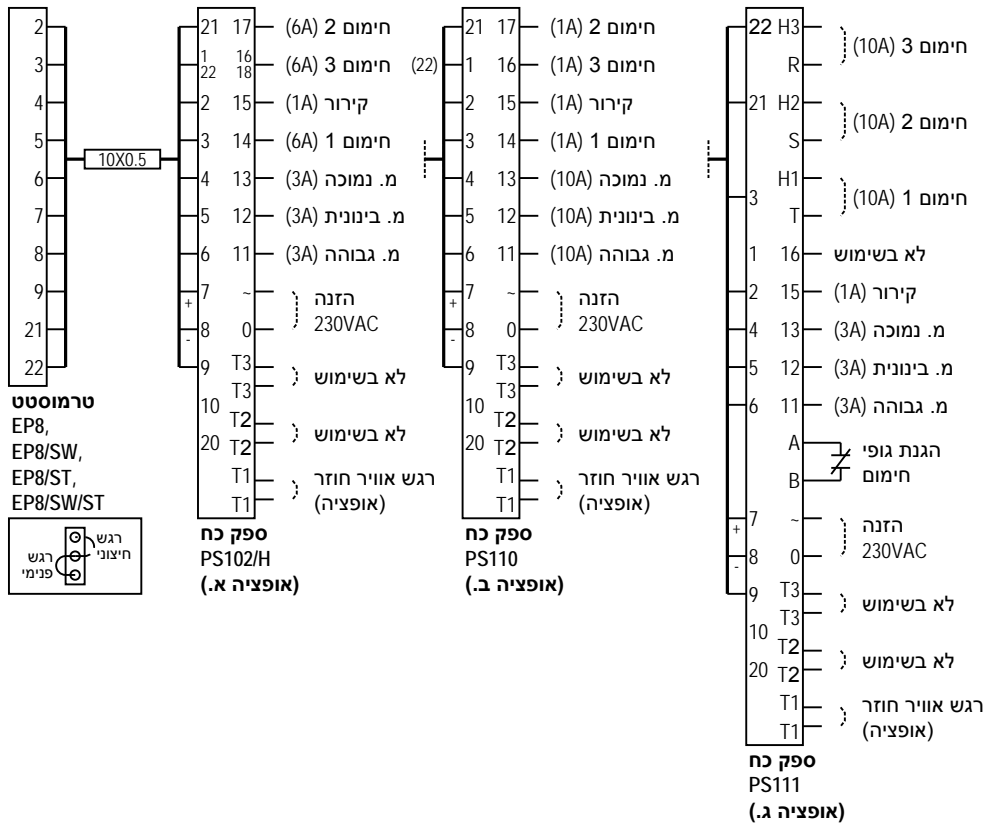 2
3
4
5
6
7
8
9
21
22
טרמוסטט
EP8,
EP8/SW,
EP8/ST,
EP8/SW/ST
רגש
חיצוני
רגש
פנימי
10X0.5
21 17 חימום 2 (6A)
1 16
22 18
חימום 3 (6A)
2 15 קירור (1A)
3 14 חימום 1 (6A)
4 13 מ. נמוכה (3A)
5 12 מ. בינונית (3A)
6 11 מ. גבוהה (3A)
7 ~
+
הזנה
230VAC
8 0
-
9 T3
T3
לא בשימוש
10
T2
20 T2
לא בשימוש
T1
T1
רגש אוויר חוזר
(אופציה)
ספק כח
PS102/H
(אופציה א.)
21 17 חימום 2 (1A)
(22) 1 16 חימום 3 (1A)
2 15 קירור (1A)
3 14 חימום 1 (1A)
4 13 מ. נמוכה (10A)
5 12 מ. בינונית (10A)
6 11 מ. גבוהה (10A)
7 ~
+
הזנה
230VAC
8 0
-
9 T3
T3
לא בשימוש
10
T2
20 T2
לא בשימוש
T1
T1
רגש אוויר חוזר
(אופציה)
ספק כח
PS110
(אופציה ב.)
22 H3
R
חימום 3 (10A)
21 H2
S
חימום 2 (10A)
H1
3
T
חימום 1 (10A)
1 16 לא בשימוש
2 15 קירור (1A)
4 13 מ. נמוכה (3A)
5 12 מ. בינונית (3A)
6 11 מ. גבוהה (3A)
A
B
הגנת גופי
חימום
7 ~
+
הזנה
230VAC
8 0
-
9 T3
T3
לא בשימוש
10
T2
20 T2
לא בשימוש
T1
T1
רגש אוויר חוזר
(אופציה)
ספק כח
PS111
(אופציה ג.)